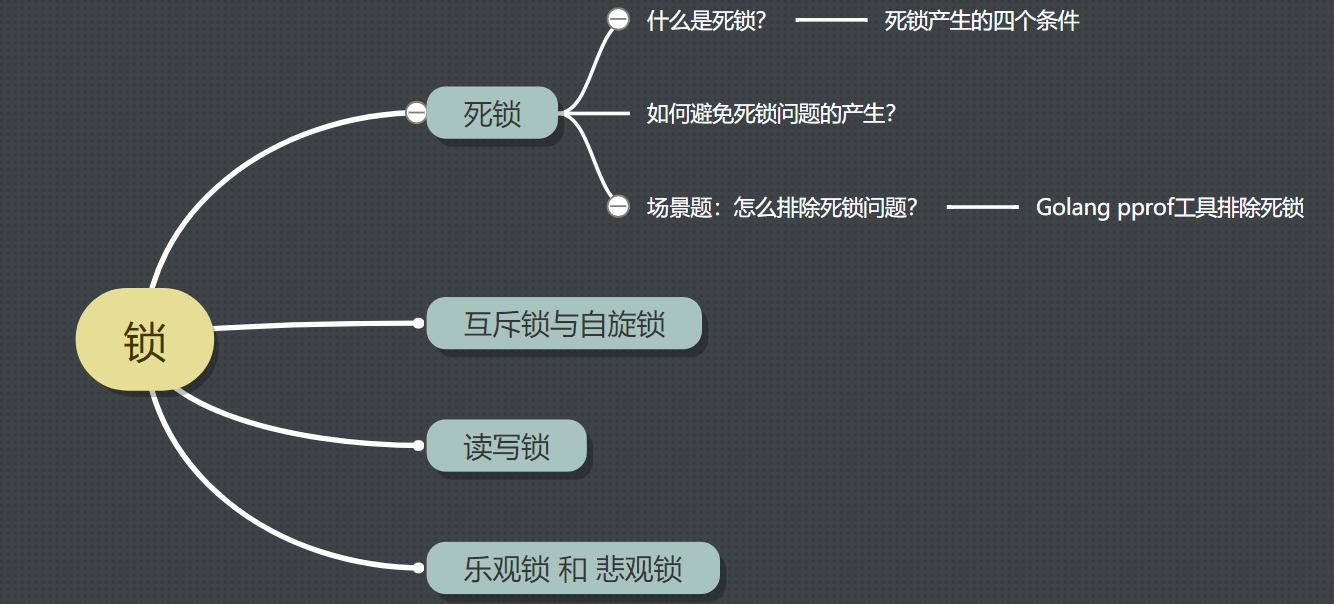 什么是死锁?
死锁产生的四个条件
死锁
如何避免死锁问题的产生?
场景题：怎么排除死锁问题?
Golang pprof工具排除死锁
锁
互斥锁与自旋锁
读写锁
乐观锁 和 悲观锁